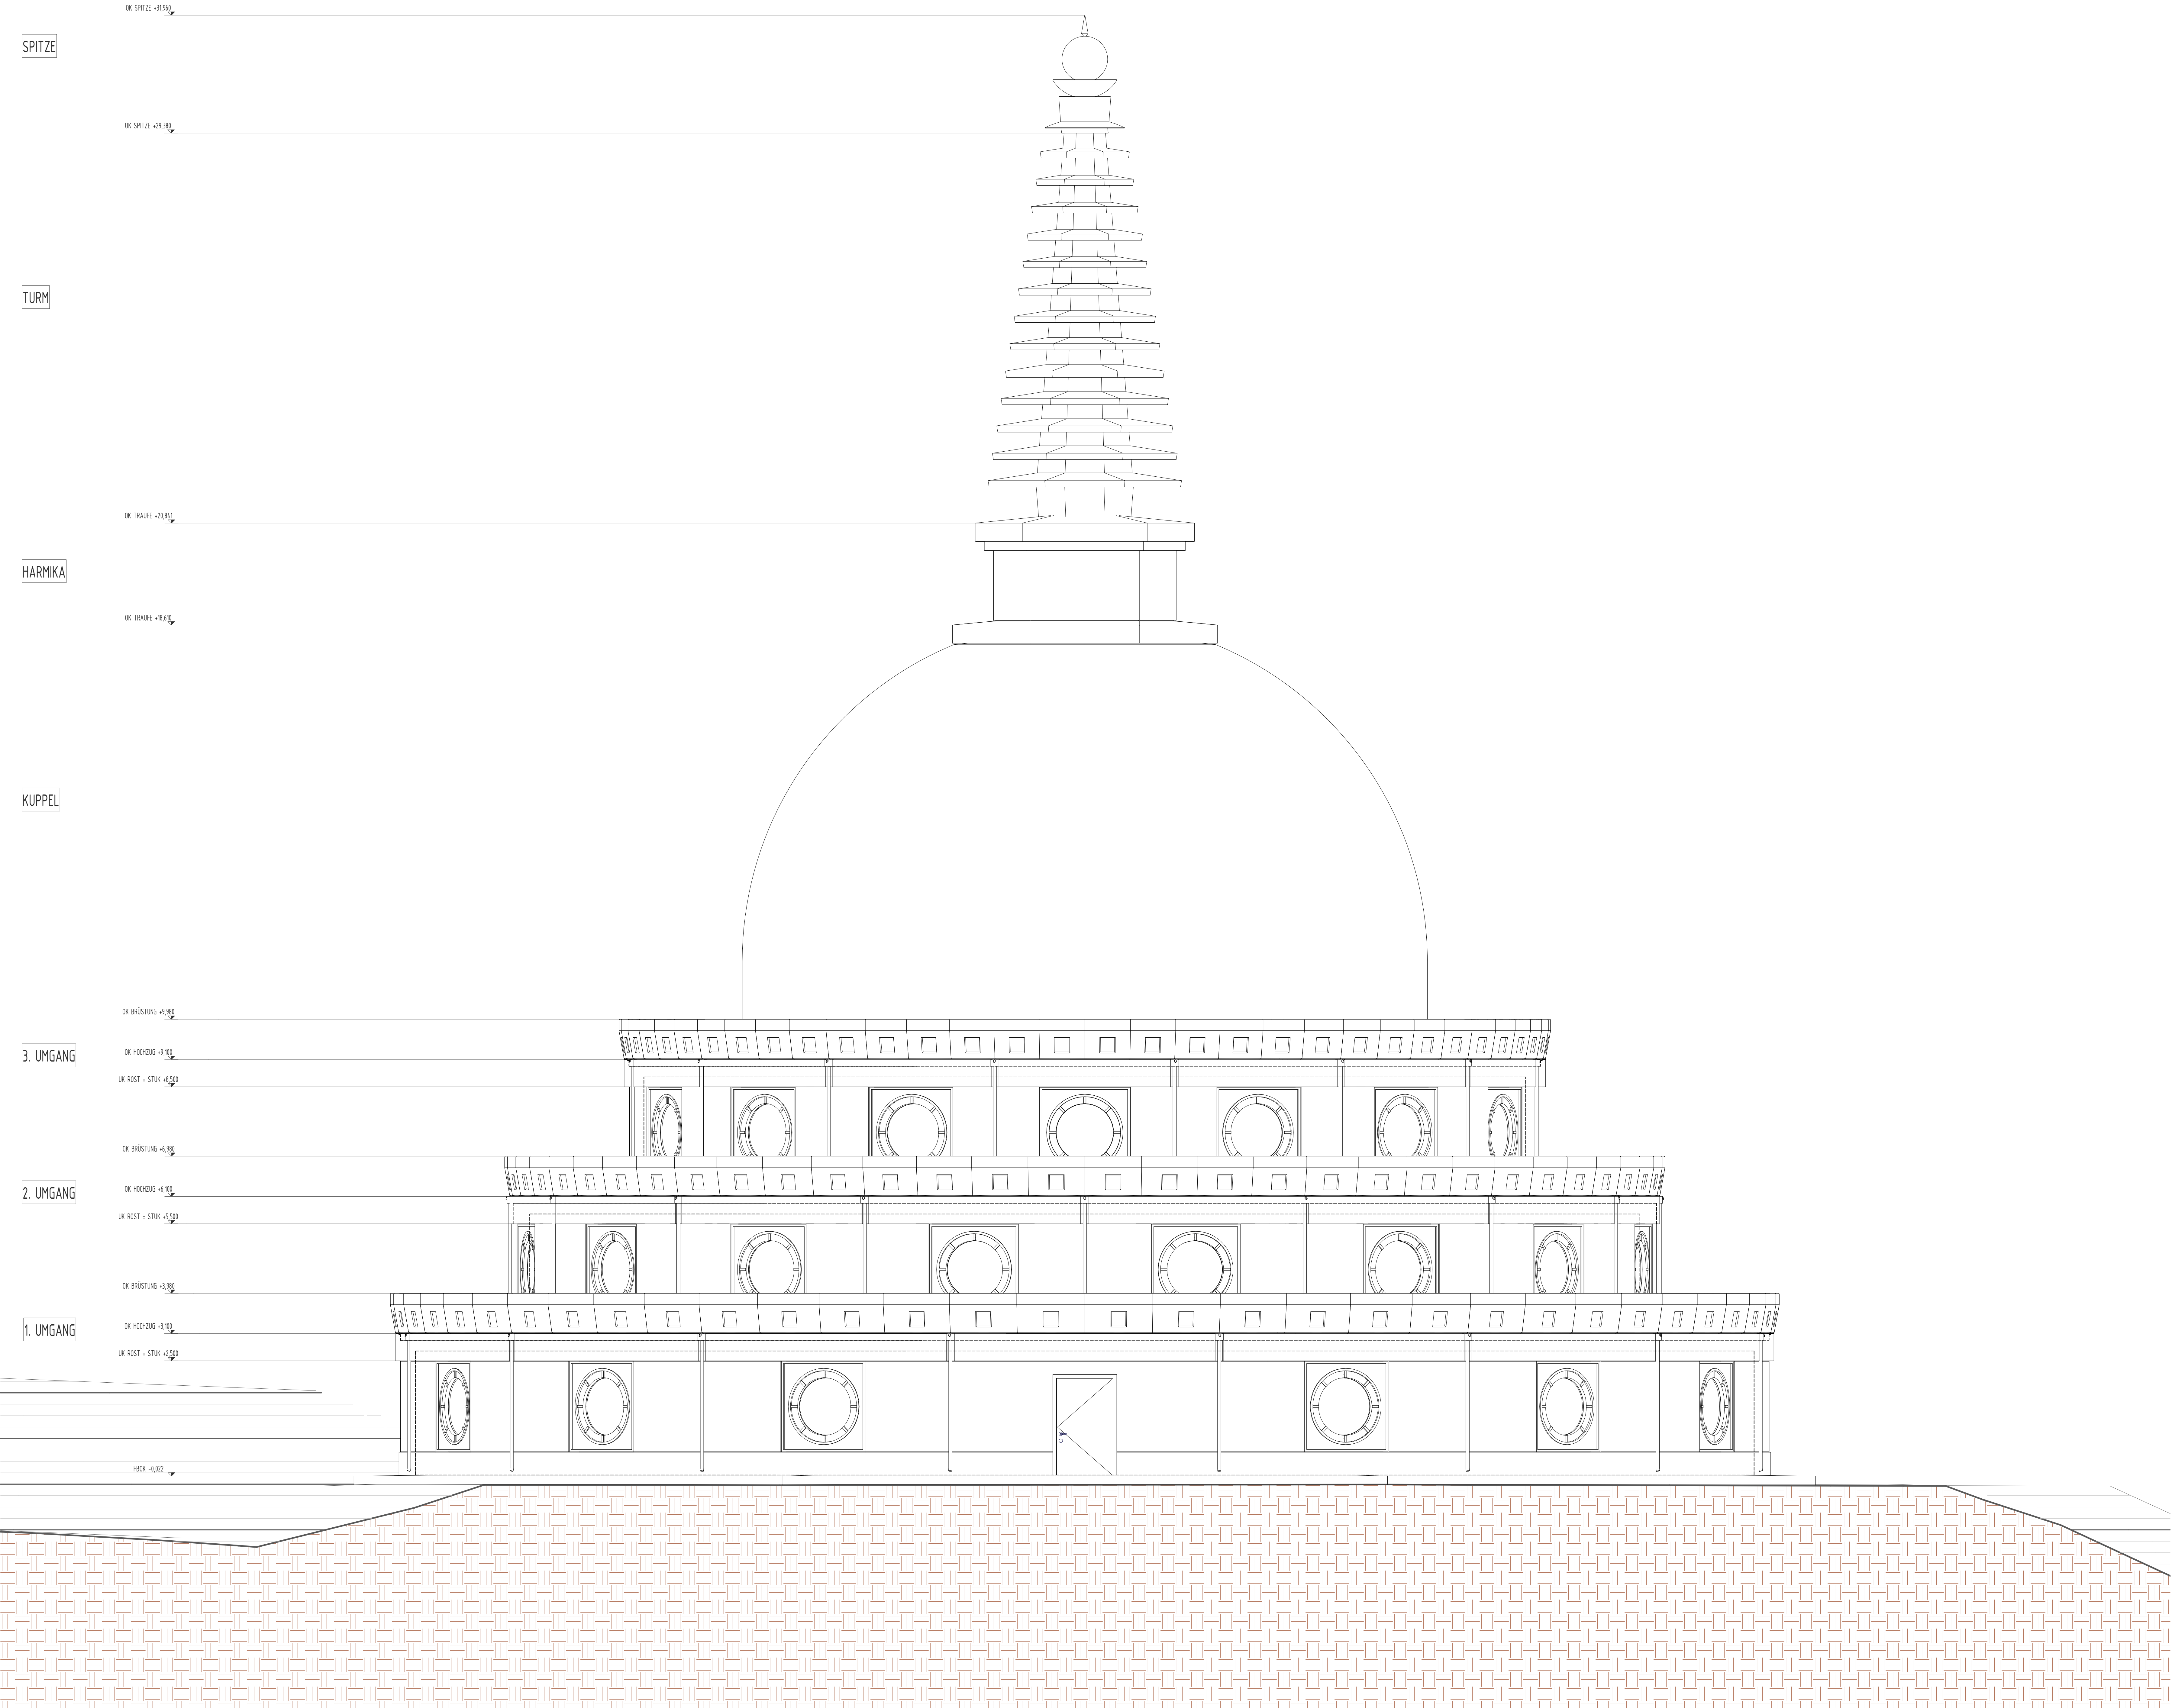 OK SPITZE +31,960
SPITZE
UK SPITZE +29,380
TURM
OK TRAUFE +20,841
HARMIKA
OK TRAUFE +18,610
KUPPEL
OK BRÜSTUNG +9,980
3. UMGANG
OK HOCHZUG +9,100
UK ROST = STUK +8,500
OK BRÜSTUNG +6,980
2. UMGANG
OK HOCHZUG +6,100
UK ROST = STUK +5,500
OK BRÜSTUNG +3,980
1. UMGANG
OK HOCHZUG +3,100
UK ROST = STUK +2,500
FBOK -0,022